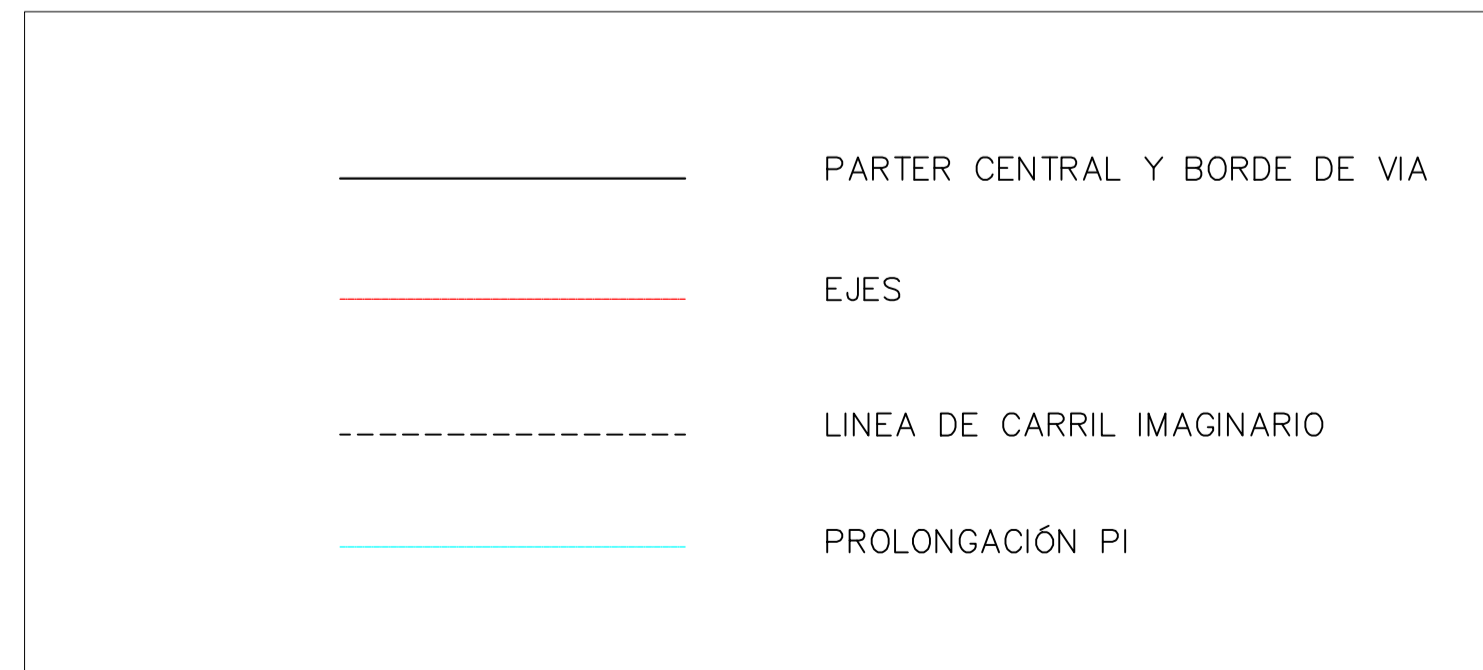 PARTER CENTRAL Y BORDE DE VIA
EJES
LINEA DE CARRIL IMAGINARIO
PROLONGACIÓN PI